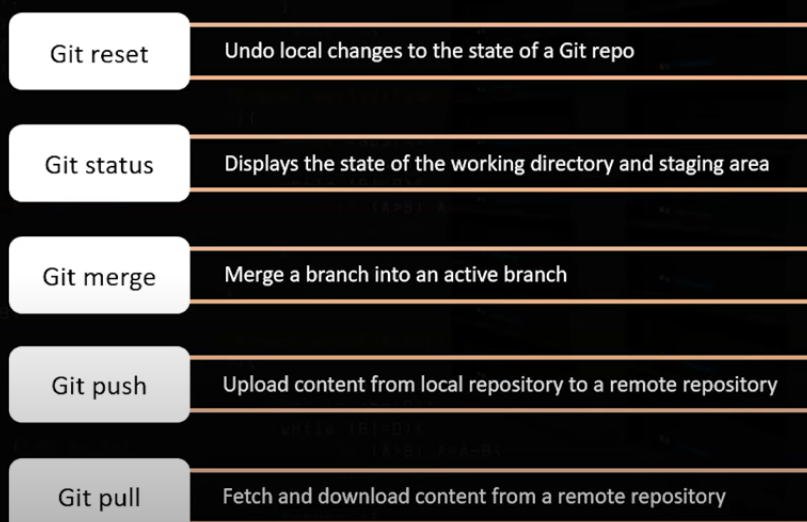 Git reset
Undo local changes to the state of a Git repo
Git status
Displays the state of the working directory and staging area
Git merge
Merge a branch into an active branch
Git push
Upload content from local repository to a remote repository
Git pull
Fetch and download content from a remote repository